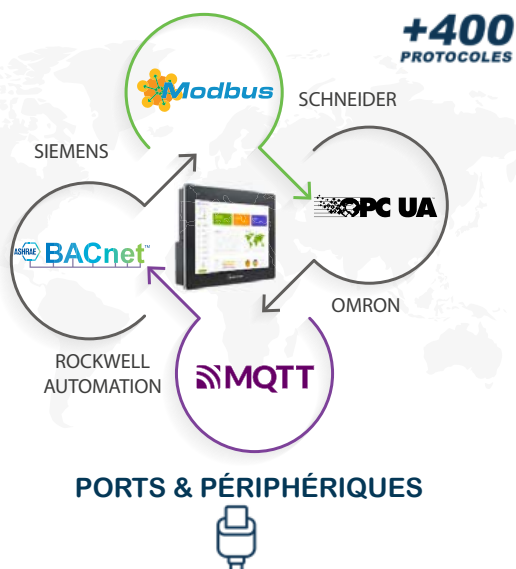 +400
PROTOCOLES
Modbus
SCHNEIDER
SIEMENS
OPC UA
ASHRAE BACnet™
OMRON
ROCKWELL
AUTOMATION
MQTT
PORTS & PÉRIPHÉRIQUES